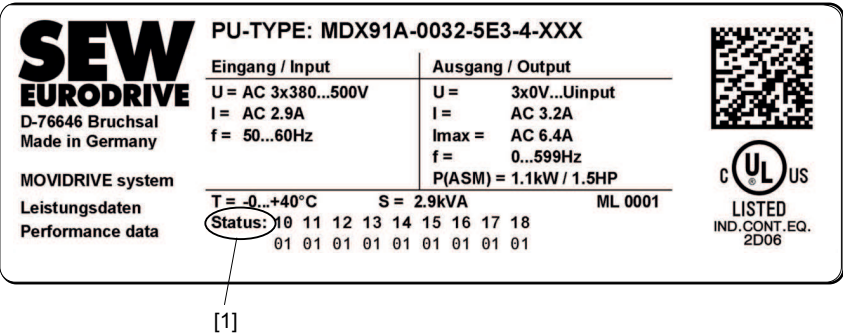 SEW
EURODRIVE
D-76646 Bruchsal
Made in Germany
MOVIDRIVE system
Leistungsdaten
Performance data
PU-TYPE: MDX91A-0032-5E3-4-XXX
Eingang / Input
U = AC 3x380...500V
I = AC 2.9A
f = 50...60Hz
Ausgang / Output
U = 3x0V...Uinput
I = AC 3.2A
Imax = AC 6.4A
f = 0...599Hz
P(ASM) = 1.1kW / 1.5HP
T = -0...+40°C S = 2.9kVA ML 0001
Status: 10 11 12 13 14 15 16 17 18
01 01 01 01 01 01 01 01 01
C UL ® US
LISTED
IND.CONT.EQ.
2D06
[1]